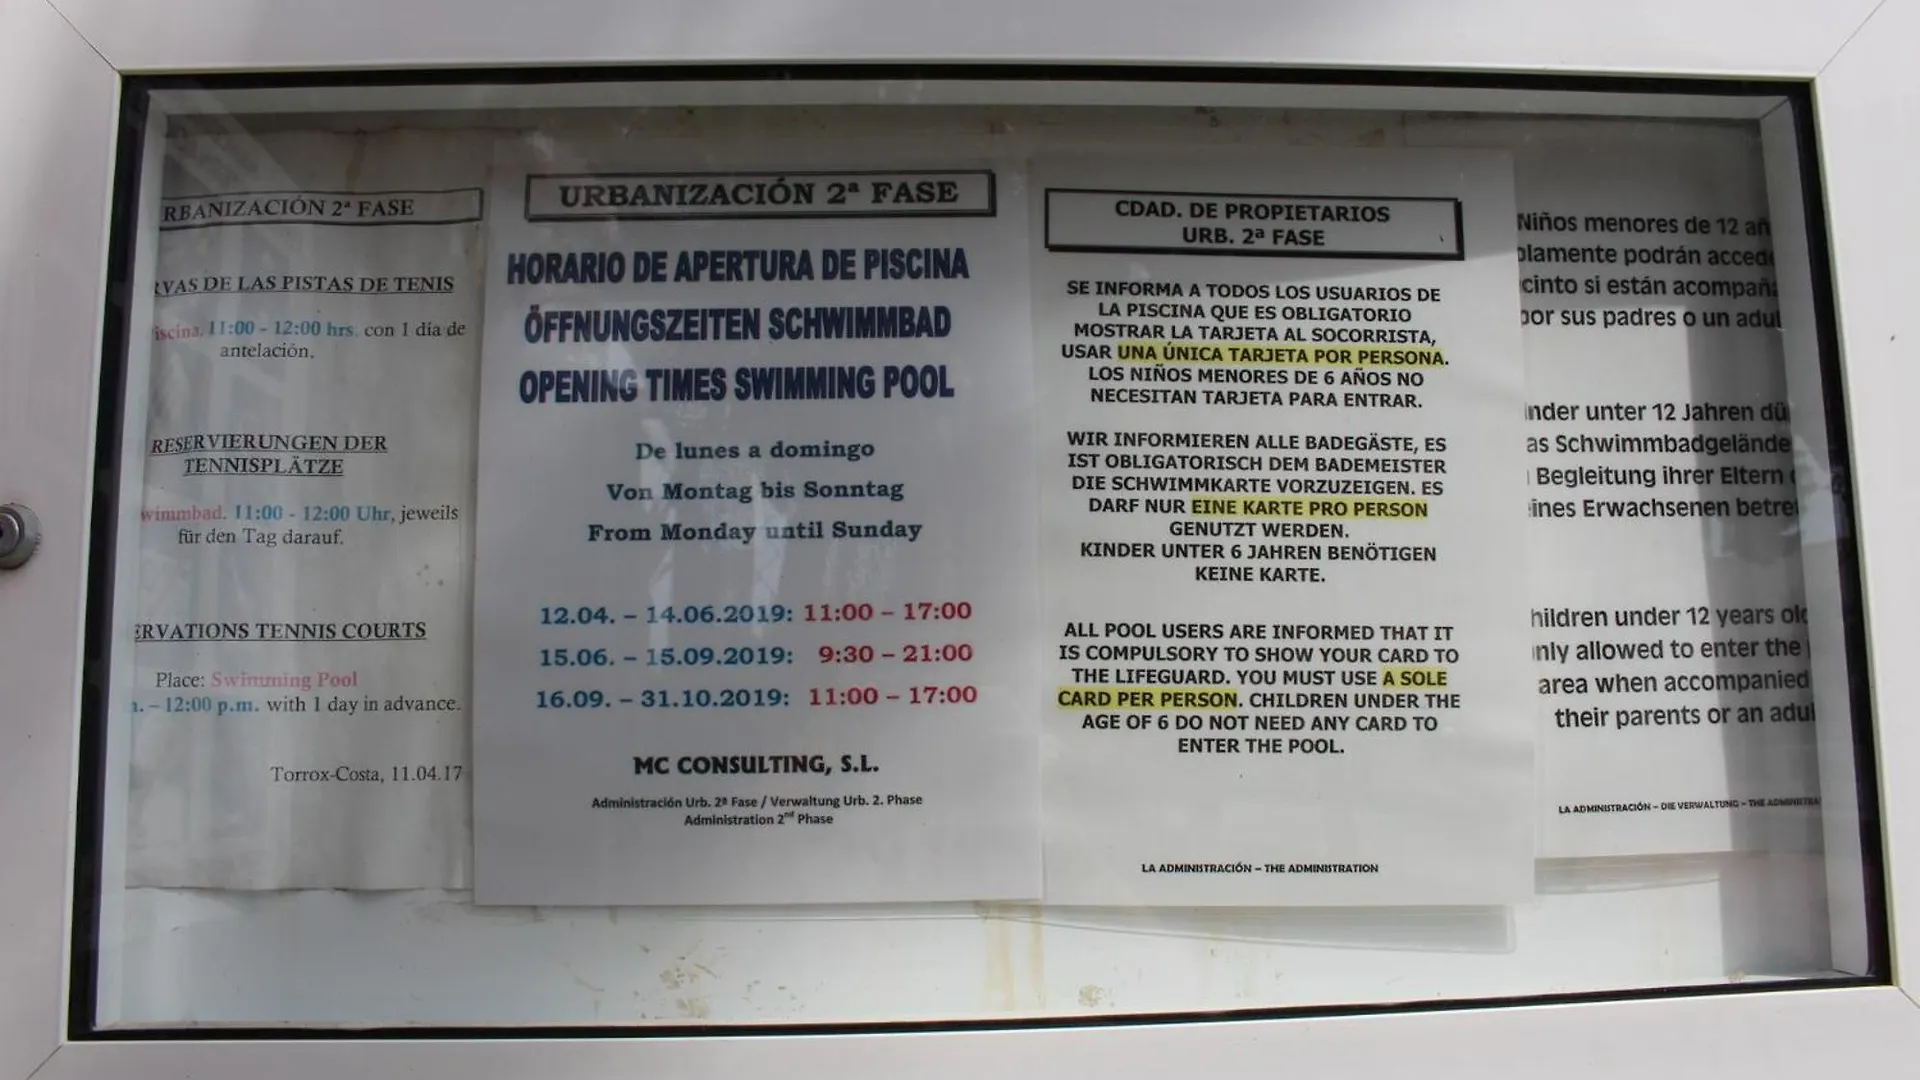 RBANIZACIÓN 2ª FASE
RVAS DE LAS PISTAS DE TENIS
iscina. 11:00 - 12:00 hrs. con 1 día de
antelación.
RESERVIERUNGEN DER
TENNISPLÄTZE
wimmbad. 11:00 - 12:00 Uhr, jeweils
für den Tag darauf.
ERVATIONS TENNIS COURTS
Place: Swimming Pool
. – 12:00 p.m. with 1 day in advance.
Torrox-Costa, 11.04.17
URBANIZACIÓN 2ª FASE
HORARIO DE APERTURA DE PISCINA
ÖFFNUNGSZEITEN SCHWIMMBAD
OPENING TIMES SWIMMING POOL
De lunes a domingo
Von Montag bis Sonntag
From Monday until Sunday
12.04. – 14.06.2019: 11:00 – 17:00
15.06. – 15.09.2019: 9:30 – 21:00
16.09. – 31.10.2019: 11:00 – 17:00
MC CONSULTING, S.L.
Administración Urb. 2ª Fase / Verwaltung Urb. 2. Phase
Administration 2nd Phase
CDAD. DE PROPIETARIOS
URB. 2ª FASE
SE INFORMA A TODOS LOS USUARIOS DE
LA PISCINA QUE ES OBLIGATORIO
MOSTRAR LA TARJETA AL SOCORRISTA,
USAR UNA ÚNICA TARJETA POR PERSONA.
LOS NIÑOS MENORES DE 6 AÑOS NO
NECESITAN TARJETA PARA ENTRAR.
WIR INFORMIEREN ALLE BADEGÄSTE, ES
IST OBLIGATORISCH DEM BADEMEISTER
DIE SCHWIMMKARTE VORZUZEIGEN. ES
DARF NUR EINE KARTE PRO PERSON
GENUTZT WERDEN.
KINDER UNTER 6 JAHREN BENÖTIGEN
KEINE KARTE.
ALL POOL USERS ARE INFORMED THAT IT
IS COMPULSORY TO SHOW YOUR CARD TO
THE LIFEGUARD. YOU MUST USE A SOLE
CARD PER PERSON. CHILDREN UNDER THE
AGE OF 6 DO NOT NEED ANY CARD TO
ENTER THE POOL.
LA ADMINISTRACIÓN – THE ADMINISTRATION
Niños menores de 12 añ
olamente podrán accede
cinto si están acompaña
por sus padres o un adul
inder unter 12 Jahren dü
as Schwimmbadgelände
Begleitung ihrer Eltern
eines Erwachsenen betre
hildren under 12 years old
nly allowed to enter the
area when accompanied
their parents or an adul
LA ADMINISTRACIÓN – DIE VERWALTUNG – THE ADMINISTRA